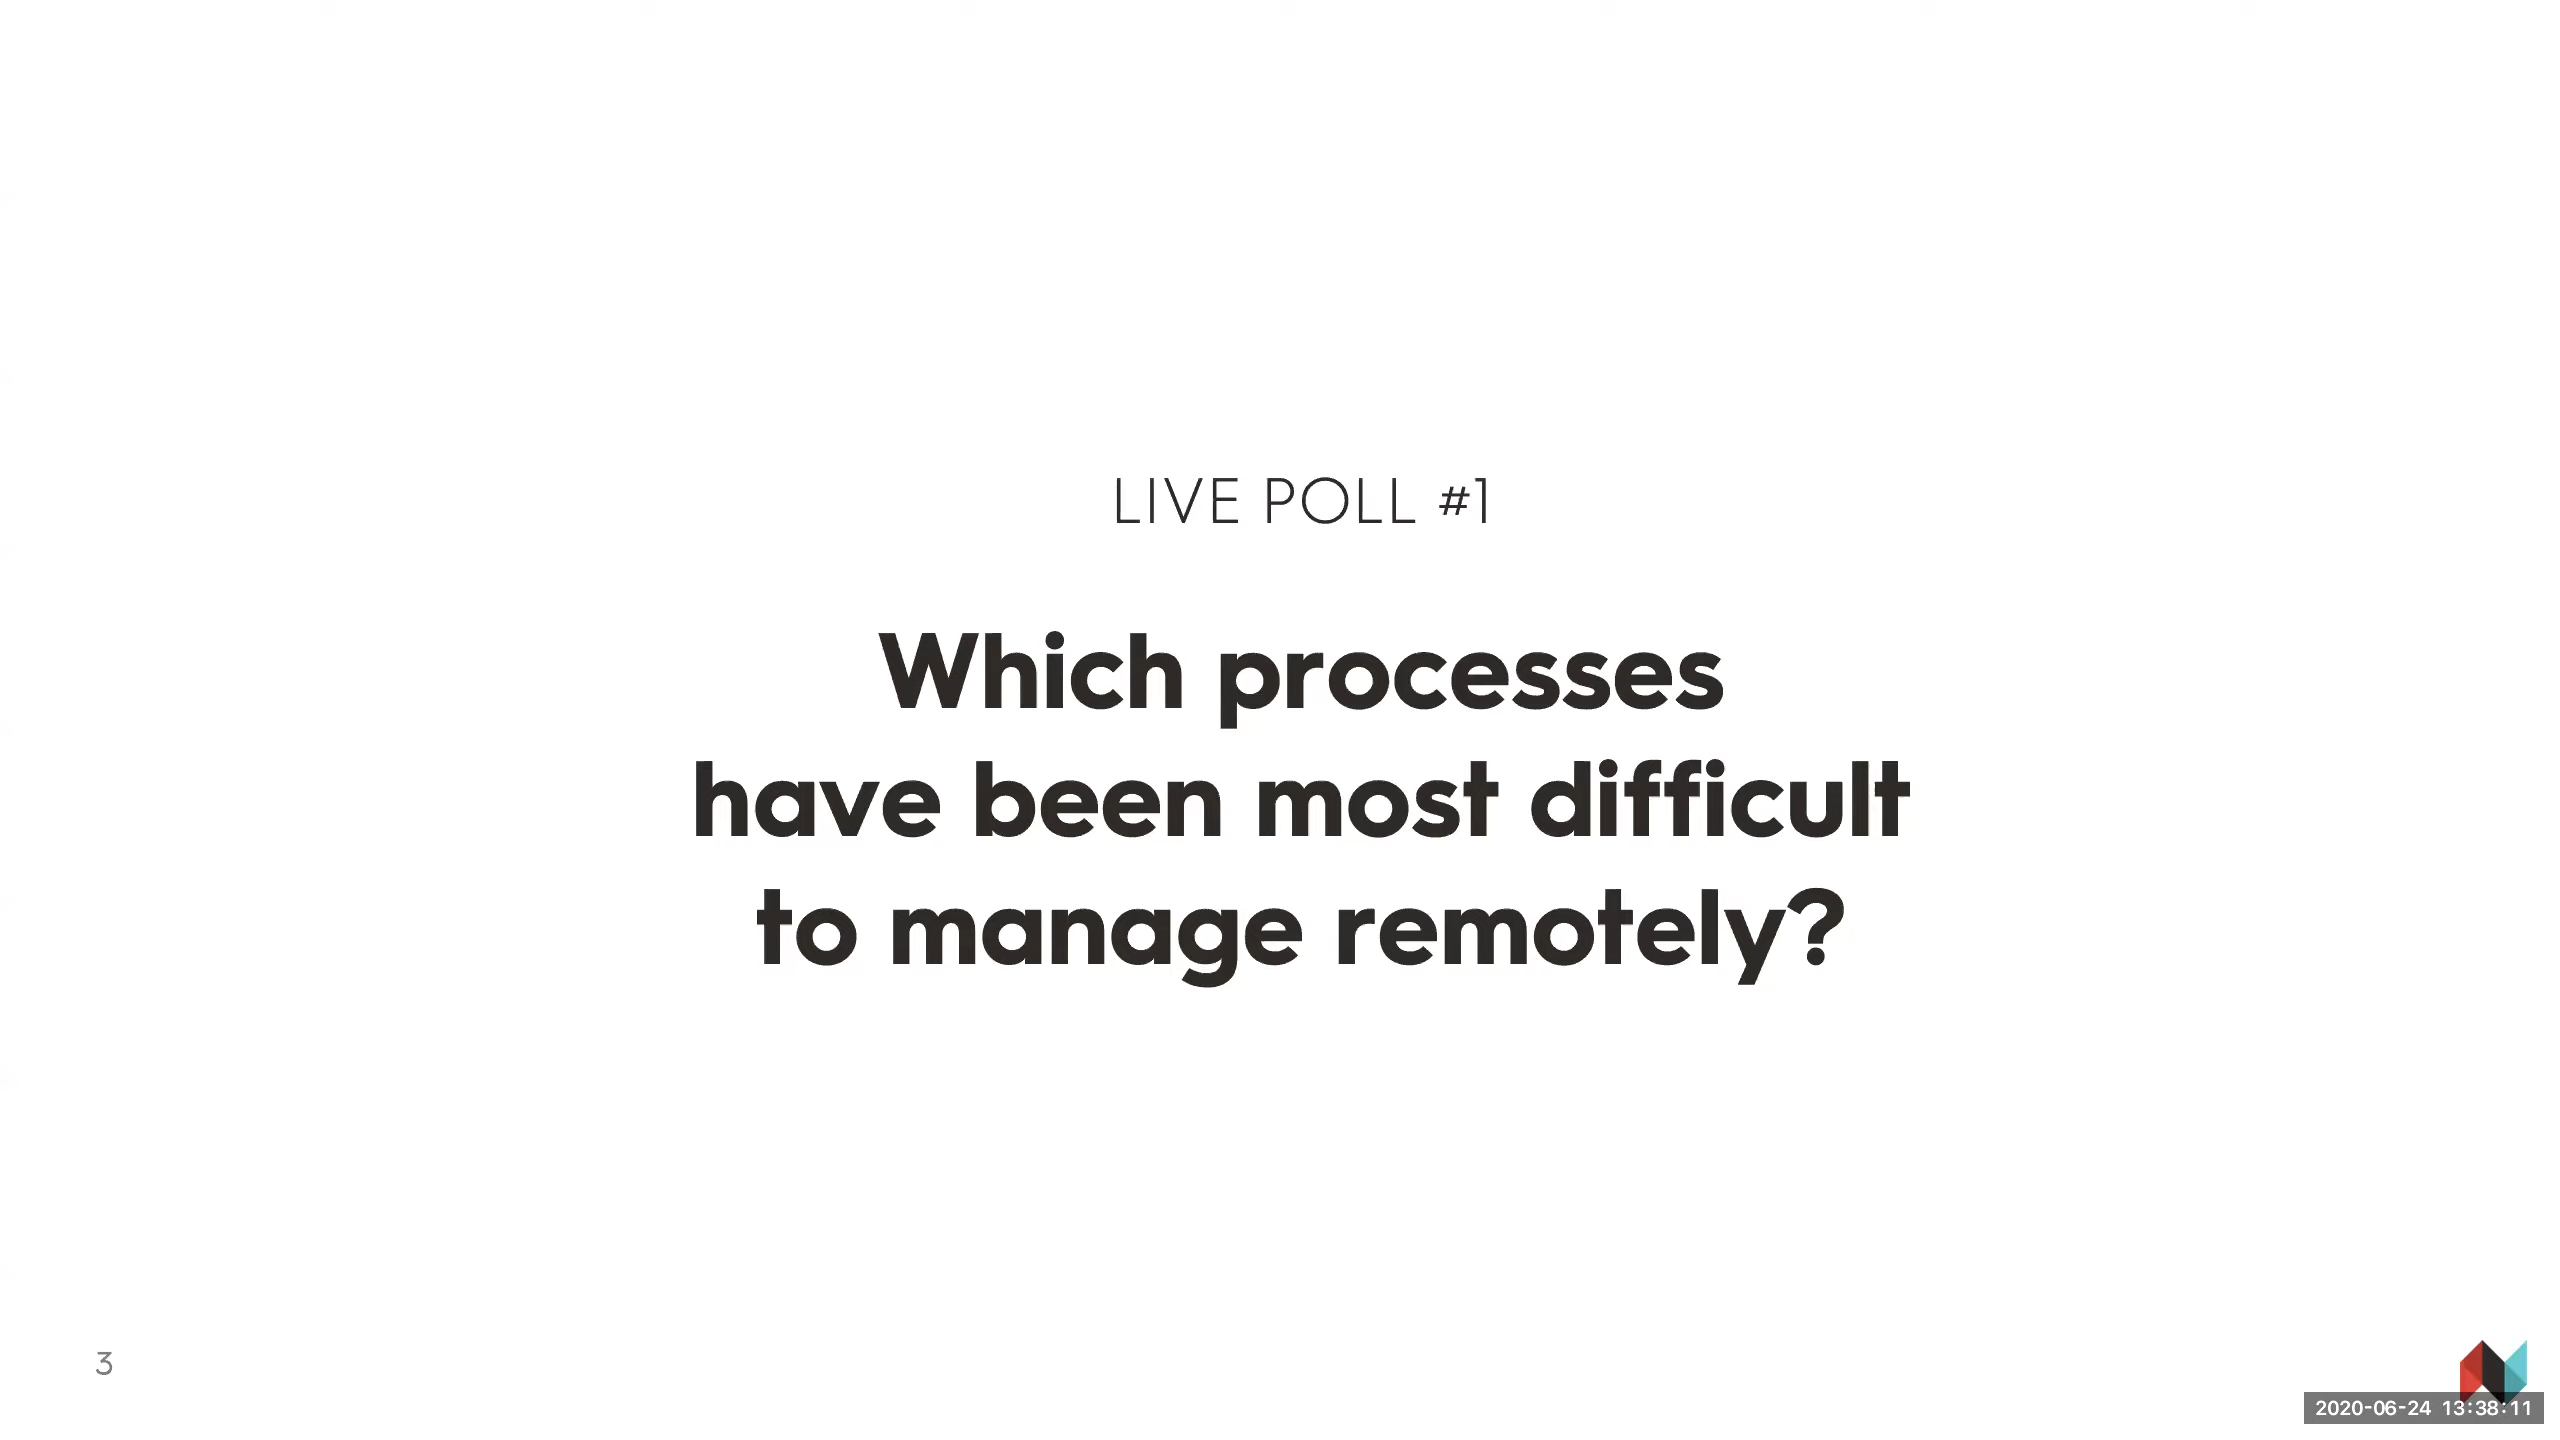 LIVE POLL #1
Which processes
have been most difficult
to manage remotely?
3
2020-06-24 13:38:11